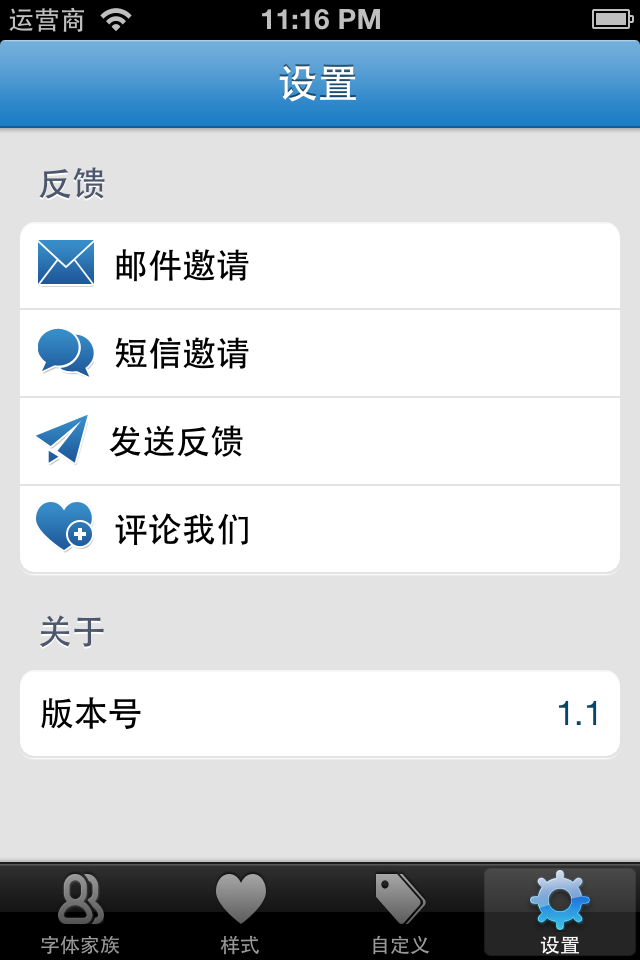 运营商 11:16 PM
设置
反馈
邮件邀请
短信邀请
发送反馈
评论我们
关于
版本号 1.1
字体家族 样式 自定义 设置